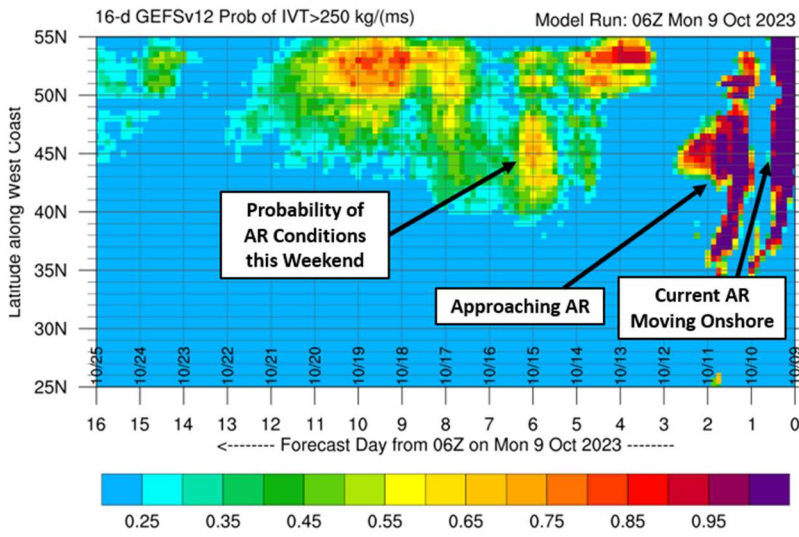 16-d GEFSv12 Prob of IVT>250 kg/(ms)
Model Run: 06Z Mon 9 Oct 2023
Latitude along West Coast
55N
50N
45N
40N
35N
30N
25N
Probability of
AR Conditions
this Weekend
Approaching AR
Current AR
Moving Onshore
10/25 10/24 10/23 10/22 10/21 10/20 10/19 10/18 10/17 10/16 10/15 10/14 10/13 10/12 10/11 10/10 10/09
16 15 14 13 12 11 10 9 8 7 6 5 4 3 2 1 0
<-------- Forecast Day from 06Z on Mon 9 Oct 2023 --------
0.25 0.35 0.45 0.55 0.65 0.75 0.85 0.95